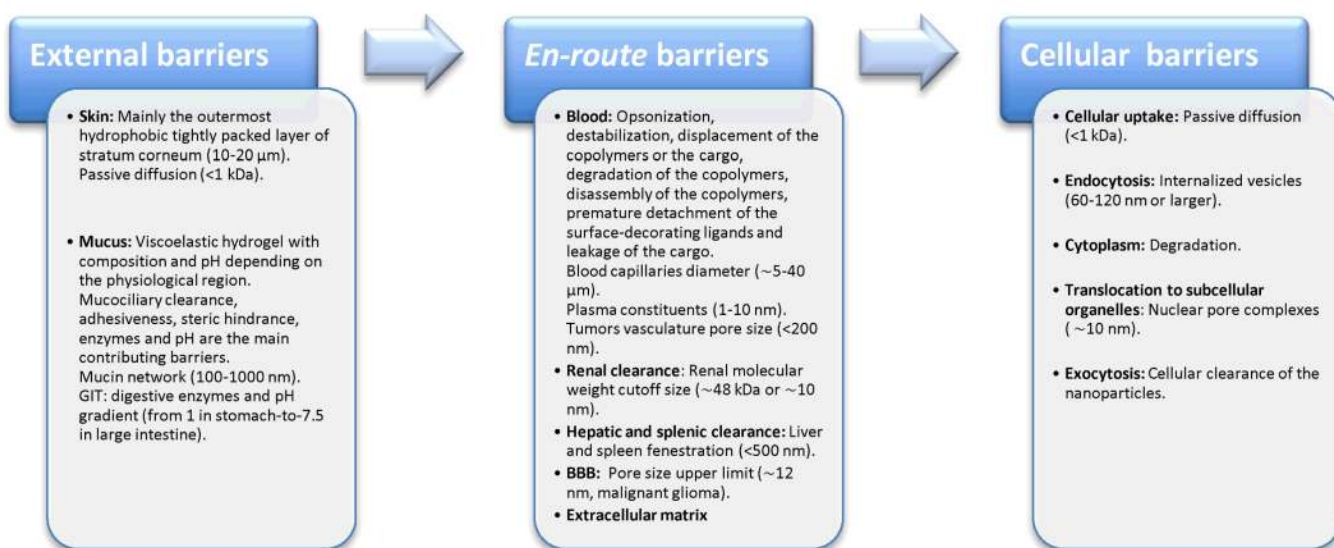 External barriers
• Skin: Mainly the outermost
hydrophobic tightly packed layer of
stratum corneum (10-20 μm).
Passive diffusion (<1 kDa).
• Mucus: Viscoelastic hydrogel with
composition and pH depending on
the physiological region.
Mucociliary clearance,
adhesiveness, steric hindrance,
enzymes and pH are the main
contributing barriers.
Mucin network (100-1000 nm).
GIT: digestive enzymes and pH
gradient (from 1 in stomach-to-7.5
in large intestine).
En-route barriers
• Blood: Opsonization,
destabilization, displacement of the
copolymers or the cargo,
degradation of the copolymers,
disassembly of the copolymers,
premature detachment of the
surface-decorating ligands and
leakage of the cargo.
Blood capillaries diameter (~5-40
μm).
Plasma constituents (1-10 nm).
Tumors vasculature pore size (<200
nm).
• Renal clearance: Renal molecular
weight cutoff size (~48 kDa or ~10
nm).
• Hepatic and splenic clearance: Liver
and spleen fenestration (<500 nm).
• BBB: Pore size upper limit (~12
nm, malignant glioma).
• Extracellular matrix
Cellular barriers
• Cellular uptake: Passive diffusion
(<1 kDa).
• Endocytosis: Internalized vesicles
(60-120 nm or larger).
• Cytoplasm: Degradation.
• Translocation to subcellular
organelles: Nuclear pore complexes
( ~10 nm).
• Exocytosis: Cellular clearance of the
nanoparticles.